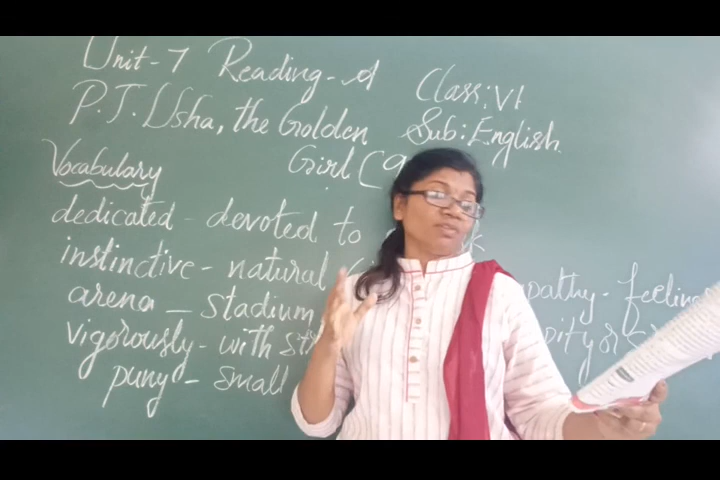 Unit-7 Reading-A
Class: VI
P.T. Usha, the Golden
Sub: English
Girl (
Vocabulary
dedicated - devoted to
instinctive - natural
feeling
arena - stadium
vigorously - with
puny - small